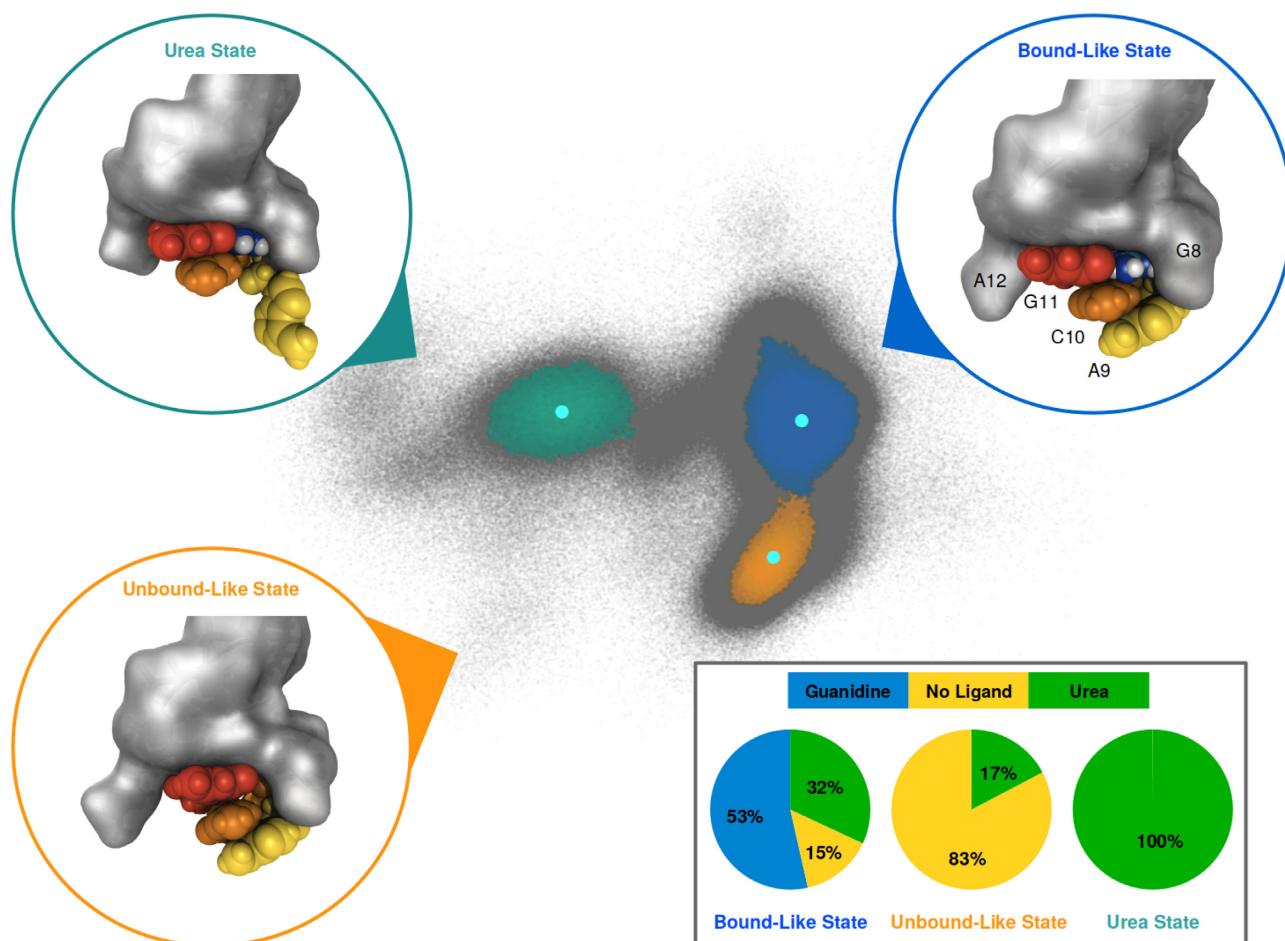 Urea State
Bound-Like State
G8
A12
G11
C10
A9
Unbound-Like State
Guanidine No Ligand Urea
32%
53%
15%
17%
83%
100%
Bound-Like State Unbound-Like State Urea State